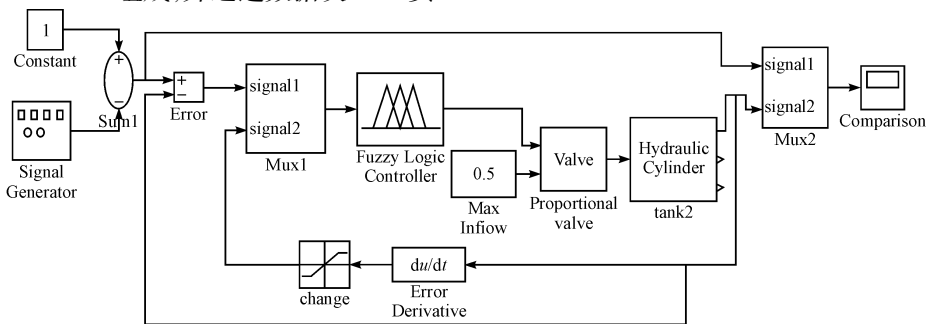 1
Constant
+
−
Sum1
Signal
Generator
+
−
Error
signal1
signal2
Mux1
Fuzzy Logic
Controller
0.5
Max
Infiow
Valve
Proportional
valve
Hydraulic
Cylinder
tank2
signal1
signal2
Mux2
Comparison
change
du/dt
Error
Derivative